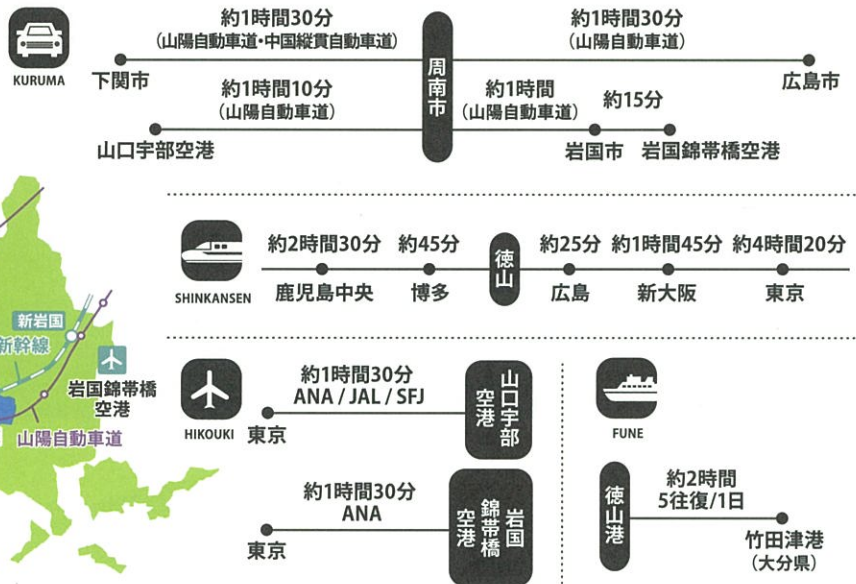 KURUMA
約1時間30分
(山陽自動車道・中国縦貫自動車道)
約1時間30分
(山陽自動車道)
下関市
周南市
広島市
約1時間10分
(山陽自動車道)
約1時間
(山陽自動車道)
約15分
山口宇部空港
岩国市
岩国錦帯橋空港
SHINKANSEN
約2時間30分
約45分
徳山
約25分
約1時間45分
約4時間20分
鹿児島中央
博多
広島
新大阪
東京
新岩国
新幹線
岩国錦帯橋
空港
山陽自動車道
HIKOUKI
約1時間30分
ANA / JAL / SFJ
東京
山口宇部
空港
約1時間30分
ANA
東京
岩国
錦帯橋
空港
FUNE
徳山港
約2時間
5往復/1日
竹田津港
(大分県)